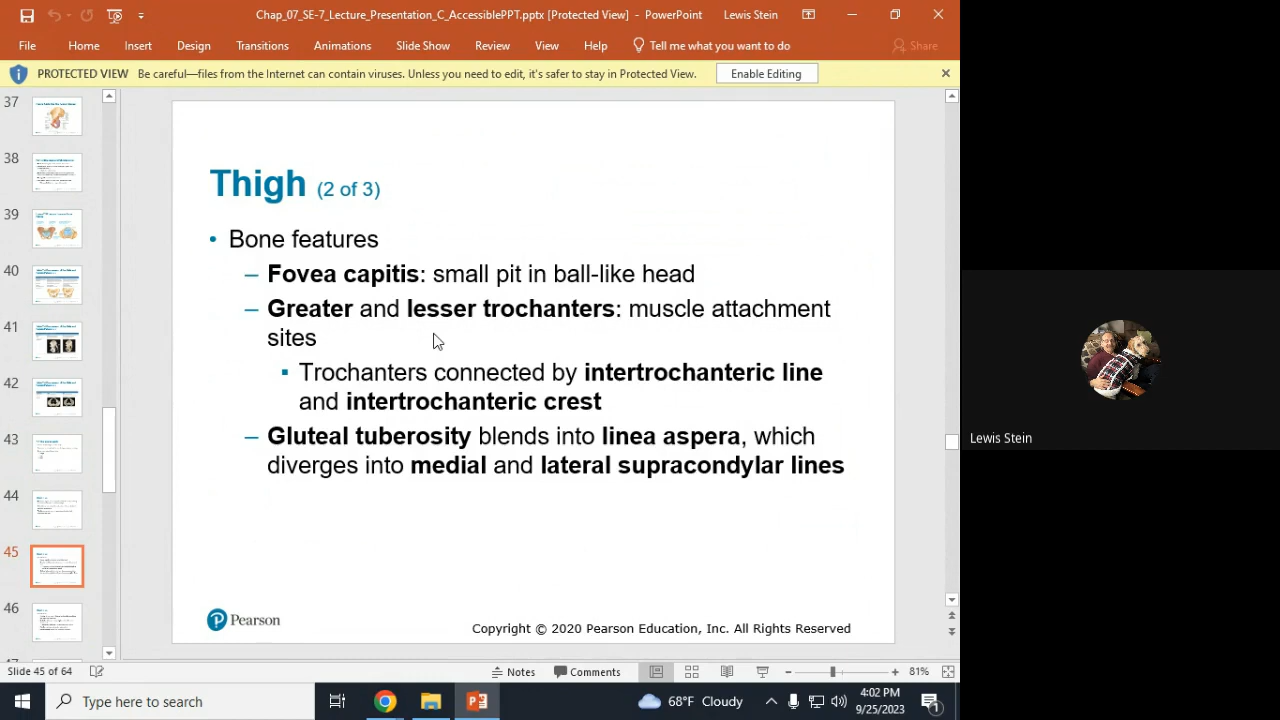 Chap_07_SE-7_Lecture_Presentation_C_AccessiblePPT.pptx [Protected View] - PowerPoint
Lewis Stein
File
Home
Insert
Design
Transitions
Animations
Slide Show
Review
View
Help
Tell me what you want to do
Share
PROTECTED VIEW
Be careful—files from the Internet can contain viruses. Unless you need to edit, it's safer to stay in Protected View.
Enable Editing
37
38
39
40
41
42
43
44
45
46
Thigh (2 of 3)
• Bone features
– Fovea capitis: small pit in ball-like head
– Greater and lesser trochanters: muscle attachment
sites
▪ Trochanters connected by intertrochanteric line
and intertrochanteric crest
– Gluteal tuberosity blends into linea aspera, which
diverges into medial and lateral supracondylar lines
Pearson
Copyright © 2020 Pearson Education, Inc. All Rights Reserved
Lewis Stein
Slide 45 of 64
Notes
Comments
81%
Type here to search
68°F Cloudy
4:02 PM
9/25/2023
1